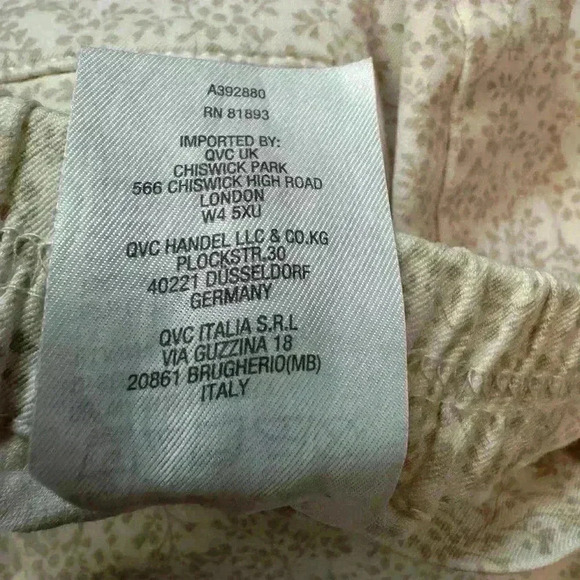 A392880
RN 81893
IMPORTED BY:
QVC UK
CHISWICK PARK
566 CHISWICK HIGH ROAD
LONDON
W4 5XU
QVC HANDEL LLC & CO.KG
PLOCKSTR.30
40221 DÜSSELDORF
GERMANY
QVC ITALIA S.R.L
VIA GUZZINA 18
20861 BRUGHERIO(MB)
ITALY